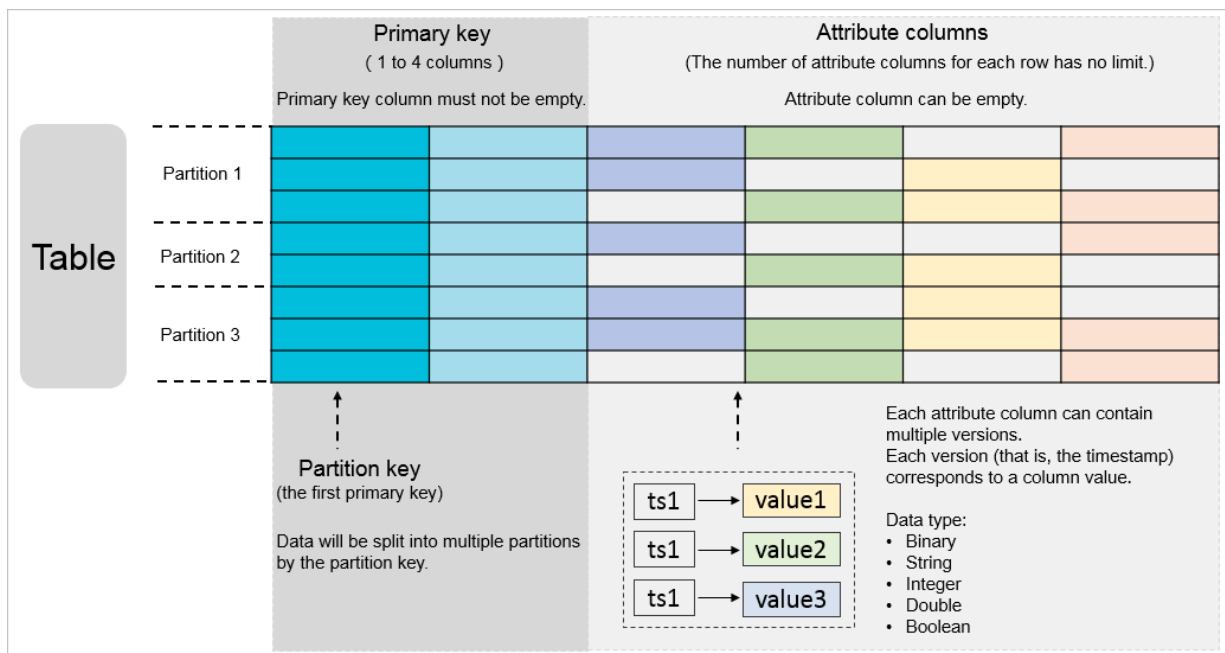 Primary key
( 1 to 4 columns )
Primary key column must not be empty.
Attribute columns
(The number of attribute columns for each row has no limit.)
Attribute column can be empty.
Table
Partition 1
Partition 2
Partition 3
Partition key
(the first primary key)
Data will be split into multiple partitions
by the partition key.
ts1
value1
ts1
value2
ts1
value3
Each attribute column can contain
multiple versions.
Each version (that is, the timestamp)
corresponds to a column value.
Data type:
• Binary
• String
• Integer
• Double
• Boolean